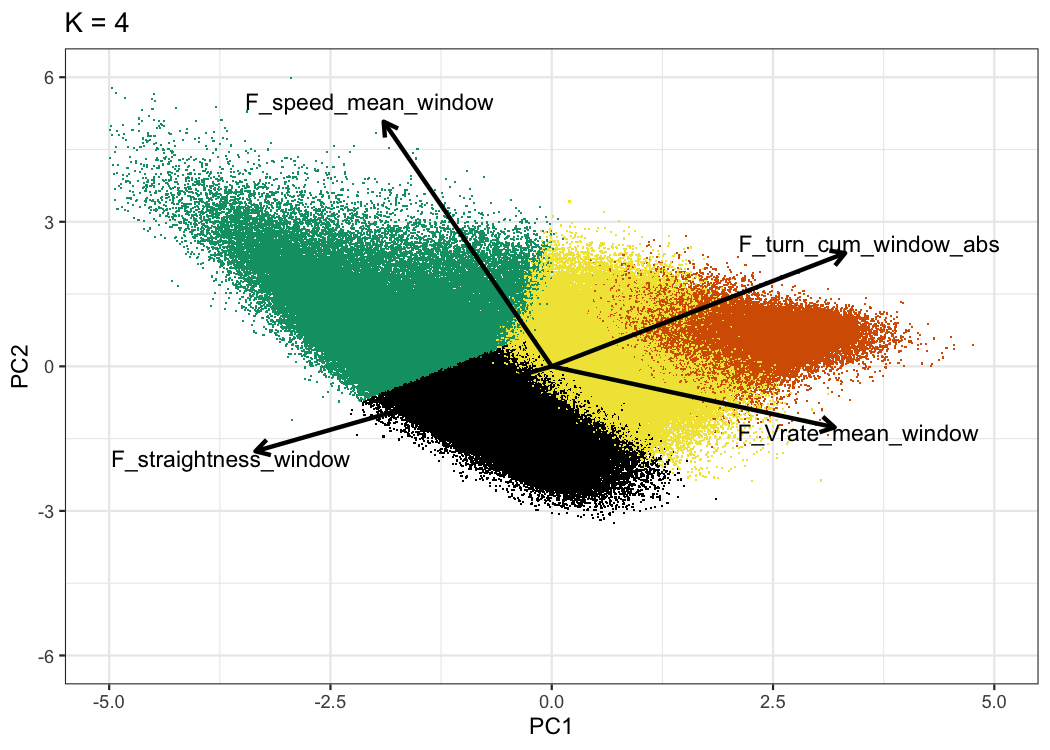 K = 4
6
F_speed_mean_window
3
F_turn_cum_window_abs
PC2
0
F_Vrate_mean_window
F_straightness_window
-3
-6
-5.0 -2.5 0.0 2.5 5.0
PC1